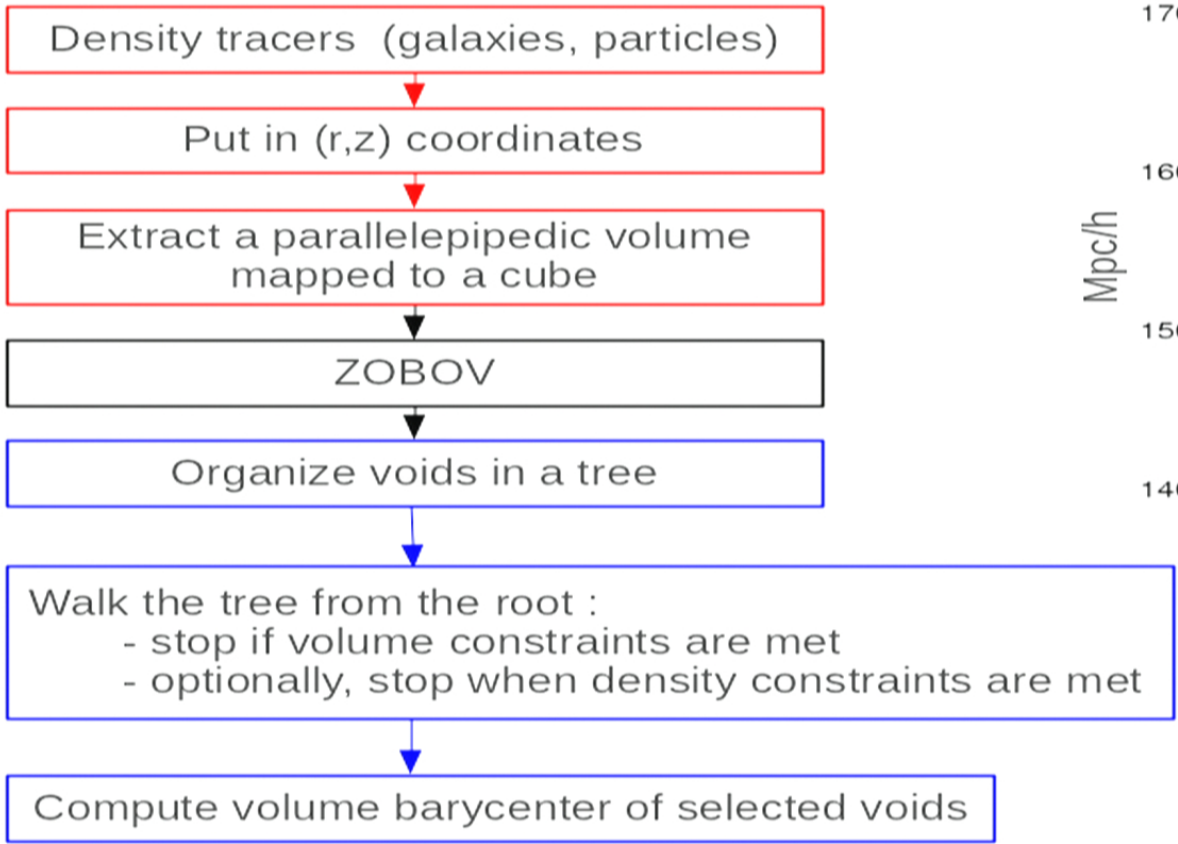 Density tracers (galaxies, particles)
Put in (r,z) coordinates
Extract a parallelepipedic volume
mapped to a cube
ZOBOV
Organize voids in a tree
Walk the tree from the root :
- stop if volume constraints are met
- optionally, stop when density constraints are met
Compute volume barycenter of selected voids
Mpc/h